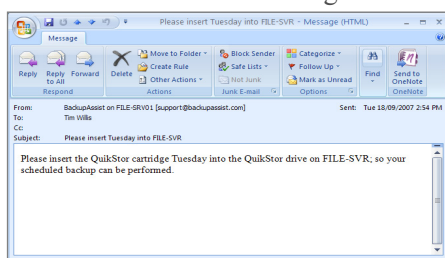 Please insert Tuesday into FILE-SVR - Message (HTML)
Message
Reply
Reply to All
Forward
Respond
Delete
Move to Folder
Create Rule
Other Actions
Actions
Block Sender
Safe Lists
Not Junk
Junk E-mail
Categorize
Follow Up
Mark as Unread
Options
Find
Send to OneNote
OneNote
From: BackupAssist on FILE-SRV01 [support@backupassist.com] Sent: Tue 18/09/2007 2:54 PM
To: Tim Willis
Cc:
Subject: Please insert Tuesday into FILE-SVR
Please insert the QuikStor cartridge Tuesday into the QuikStor drive on FILE-SVR; so your
scheduled backup can be performed.